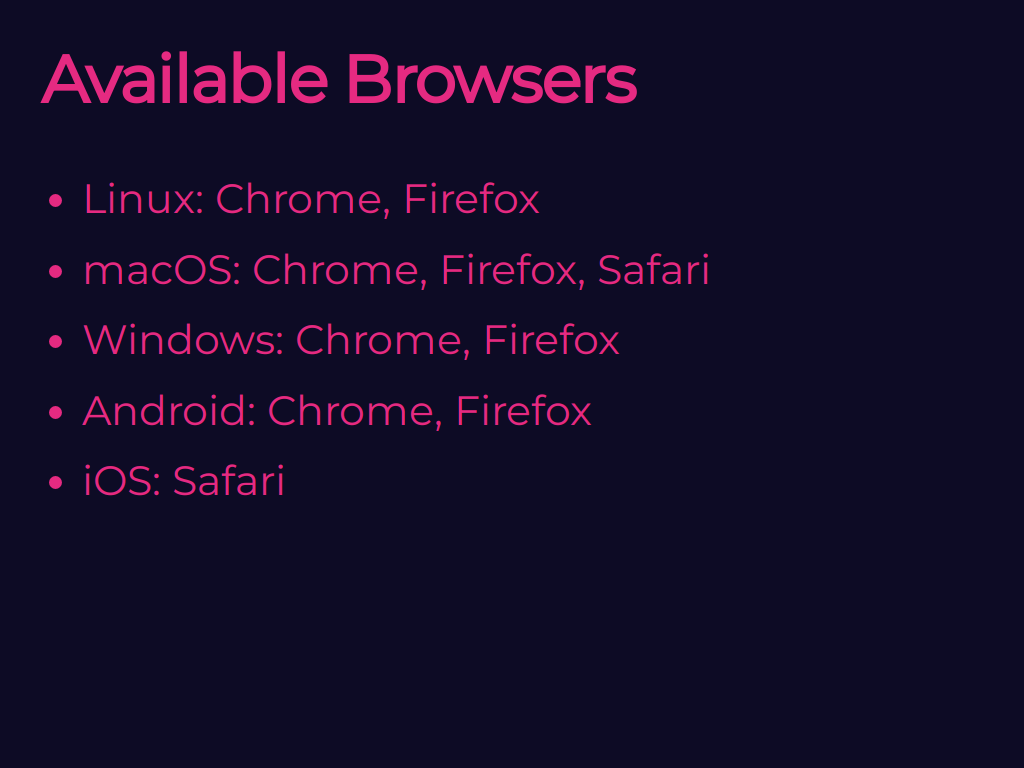 Available Browsers
• Linux: Chrome, Firefox
• macOS: Chrome, Firefox, Safari
• Windows: Chrome, Firefox
• Android: Chrome, Firefox
• iOS: Safari